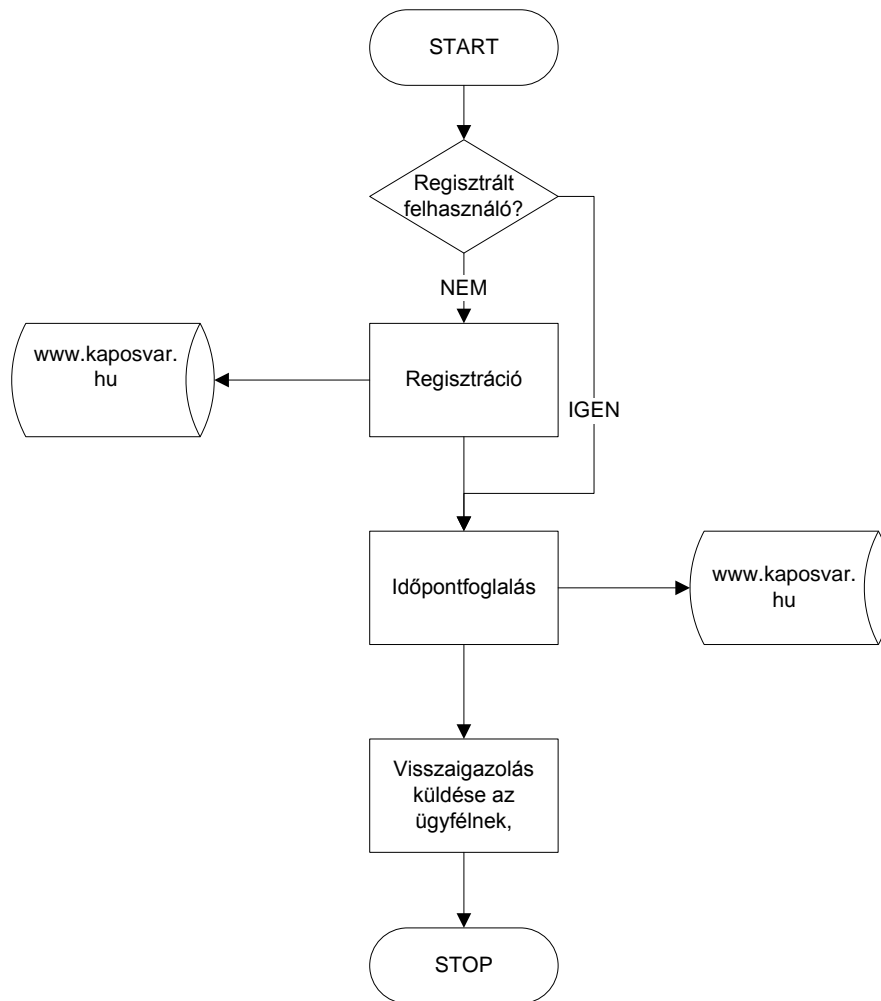 START
Regisztrált
felhasználó?
NEM
www.kaposvar.
hu
Regisztráció
IGEN
Időpontfoglalás
www.kaposvar.
hu
Visszaigazolás
küldése az
ügyfélnek,
STOP